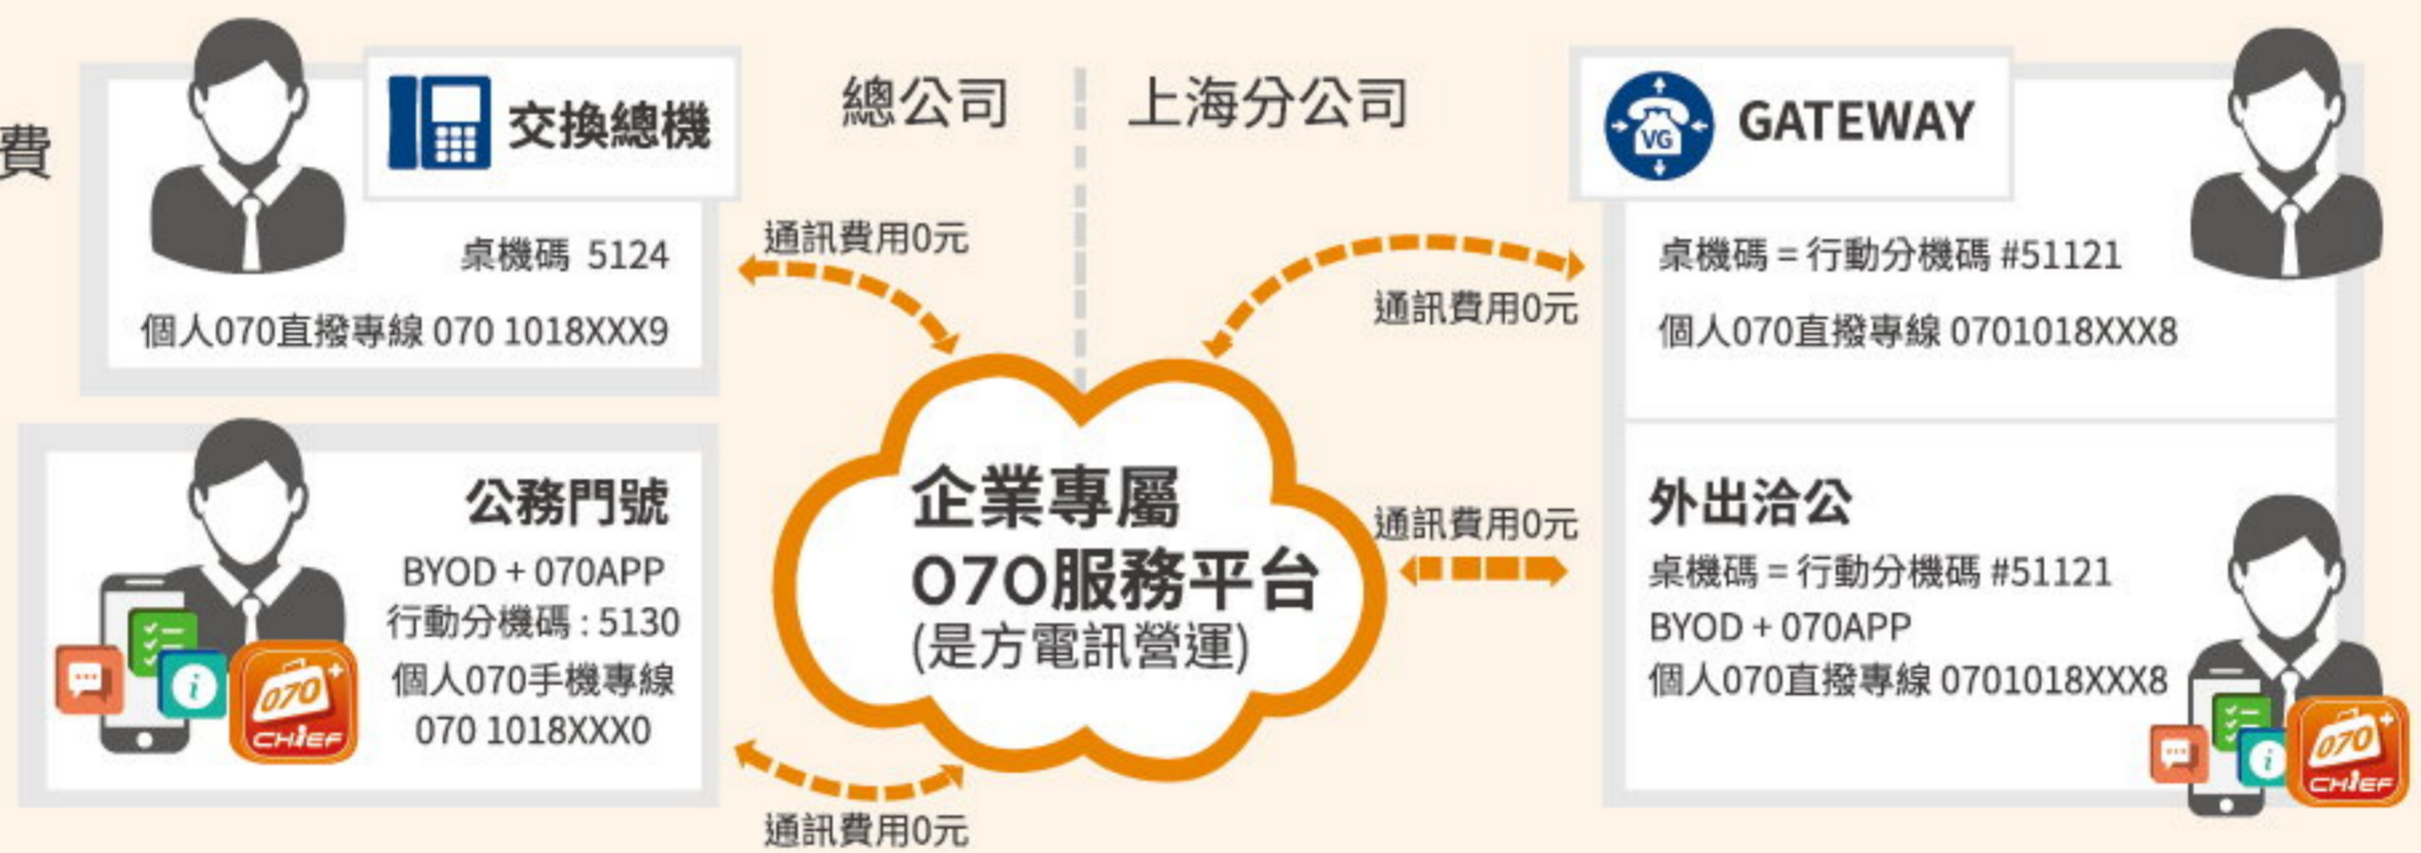 費
交換總機
桌機碼 5124
個人070直撥專線 070 1018XXX9
公務門號
BYOD + 070APP
行動分機碼 : 5130
個人070手機專線
070 1018XXX0
070+
CHIEF
總公司
上海分公司
通訊費用0元
通訊費用0元
通訊費用0元
通訊費用0元
企業專屬
070服務平台
(是方電訊營運)
VG
GATEWAY
桌機碼 = 行動分機碼 #51121
個人070直撥專線 0701018XXX8
外出洽公
桌機碼 = 行動分機碼 #51121
BYOD + 070APP
個人070直撥專線 0701018XXX8
070+
CHIEF